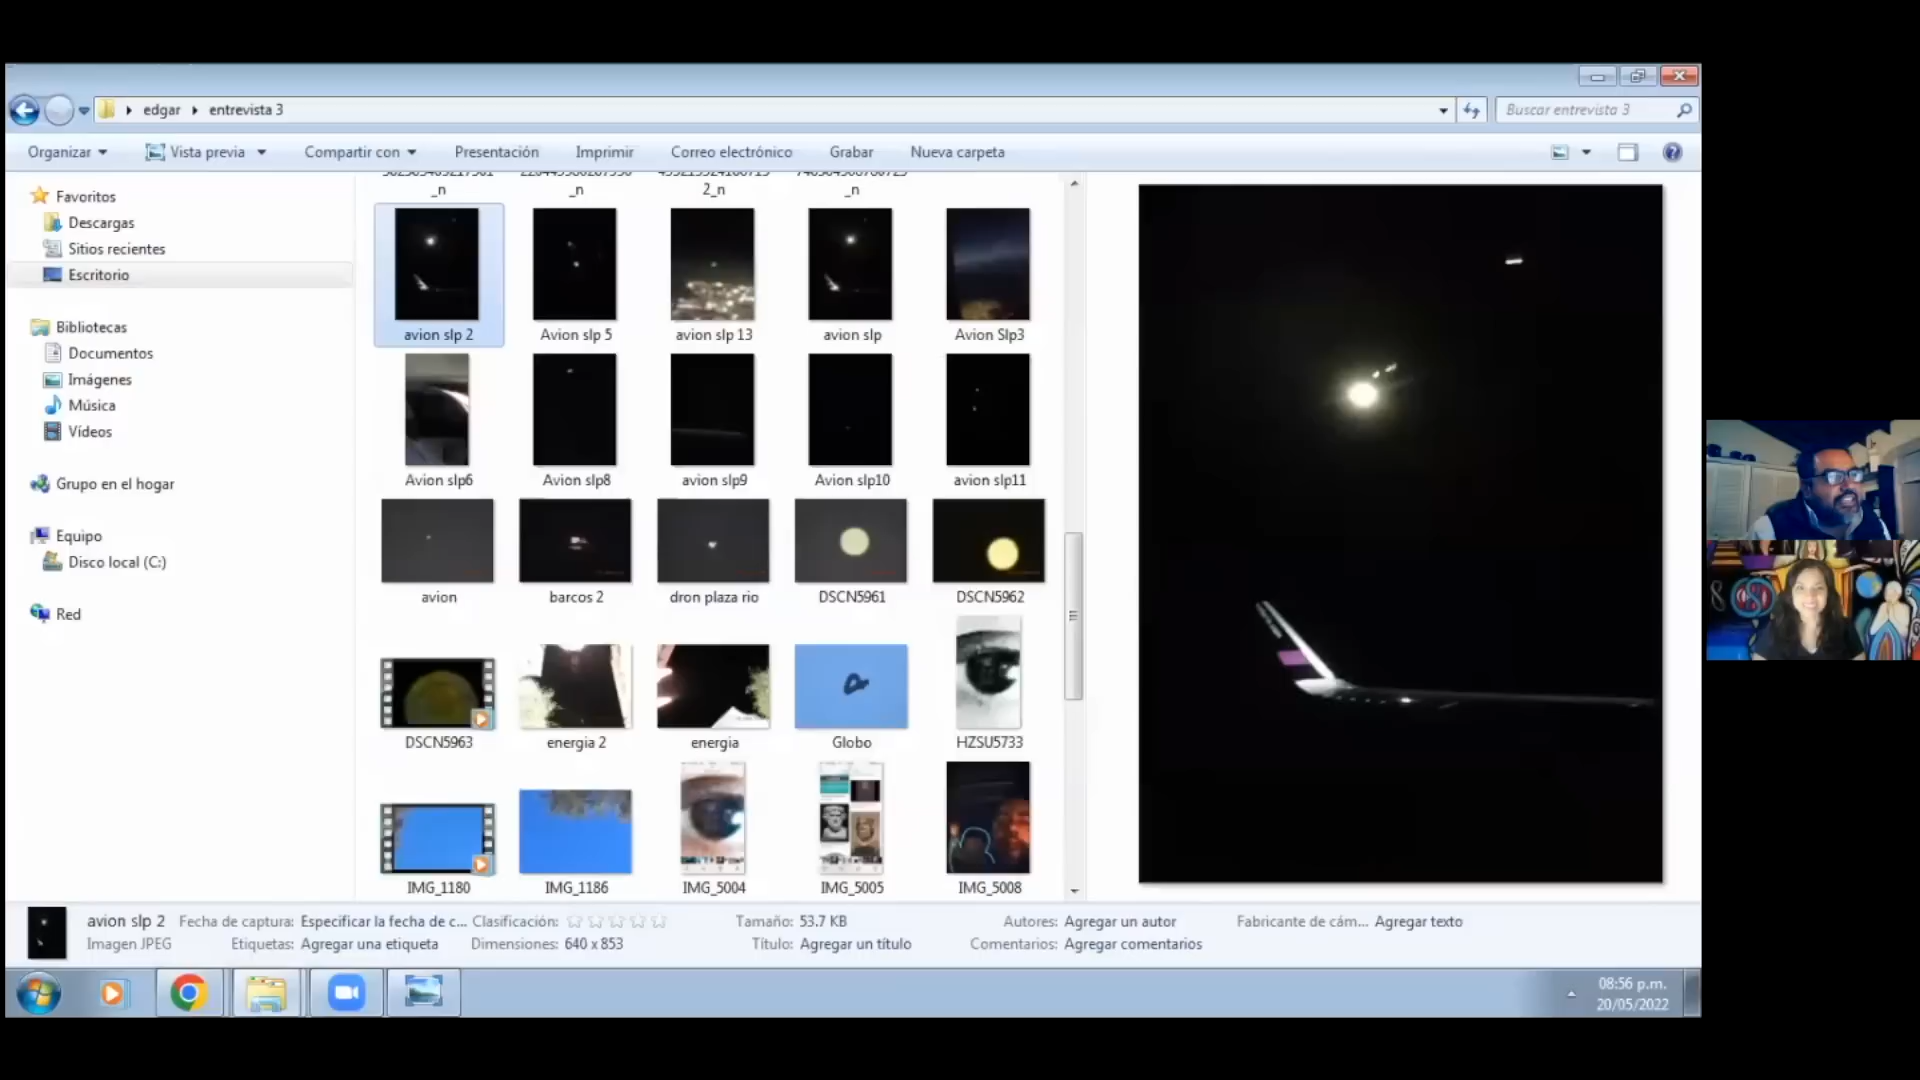 edgar
entrevista 3
Buscar entrevista 3
Organizar
Vista previa
Compartir con
Presentación
Imprimir
Correo electrónico
Grabar
Nueva carpeta
Favoritos
Descargas
Sitios recientes
Escritorio
Bibliotecas
Documentos
Imágenes
Música
Vídeos
Grupo en el hogar
Equipo
Disco local (C:)
Red
_n
_n
2_n
_n
avion slp 2
Avion slp 5
avion slp 13
avion slp
Avion Slp3
Avion slp6
Avion slp8
avion slp9
Avion slp10
avion slp11
avion
barcos 2
dron plaza rio
DSCN5961
DSCN5962
DSCN5963
energia 2
energia
Globo
HZSU5733
IMG_1180
IMG_1186
IMG_5004
IMG_5005
IMG_5008
avion slp 2 Fecha de captura: Especificar la fecha de c... Clasificación: Tamaño: 53.7 KB Autores: Agregar un autor Fabricante de cám... Agregar texto
Imagen JPEG Etiquetas: Agregar una etiqueta Dimensiones: 640 x 853 Título: Agregar un título Comentarios: Agregar comentarios
08:56 p.m.
20/05/2022